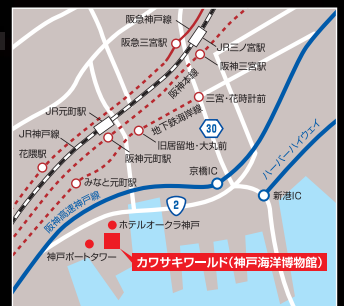 阪急神戸線
阪急三宮駅
JR三ノ宮駅
阪神三宮駅
阪神本線
三宮・花時計前
JR元町駅
地下鉄海岸線
30
JR神戸線
旧居留地・大丸前
ハーバーハイウェイ
花隈駅
阪神元町駅
京橋IC
みなと元町駅
新港IC
阪神高速神戸線
2
ホテルオークラ神戸
神戸ポートタワー
カワサキワールド(神戸海洋博物館)